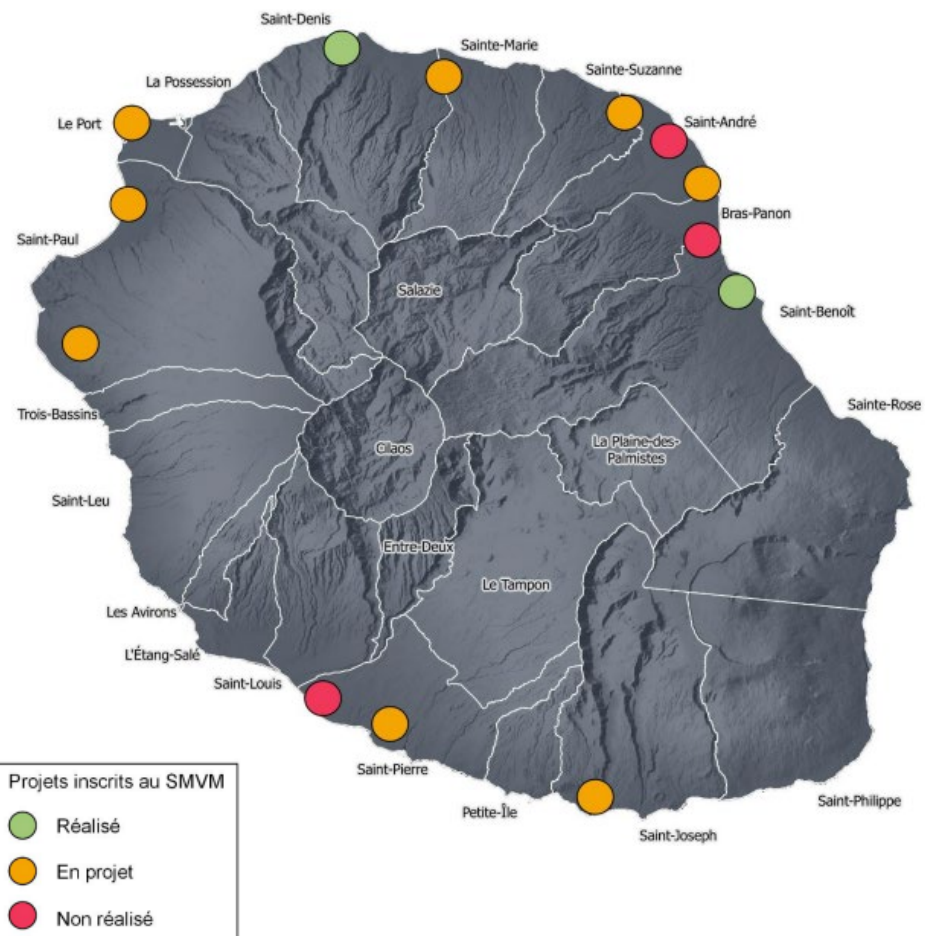 Saint-Denis
Sainte-Marie
La Possession
Sainte-Suzanne
Le Port
Saint-André
Bras-Panon
Saint-Paul
Salazie
Saint-Benoît
Trois-Bassins
Sainte-Rose
Cilaos
La Plaine-des-
Palmistes
Saint-Leu
Entre-Deux
Le Tampon
Les Avirons
L'Étang-Salé
Saint-Louis
Saint-Pierre
Petite-Île
Saint-Philippe
Saint-Joseph
Projets inscrits au SMVM
Réalisé
En projet
Non réalisé